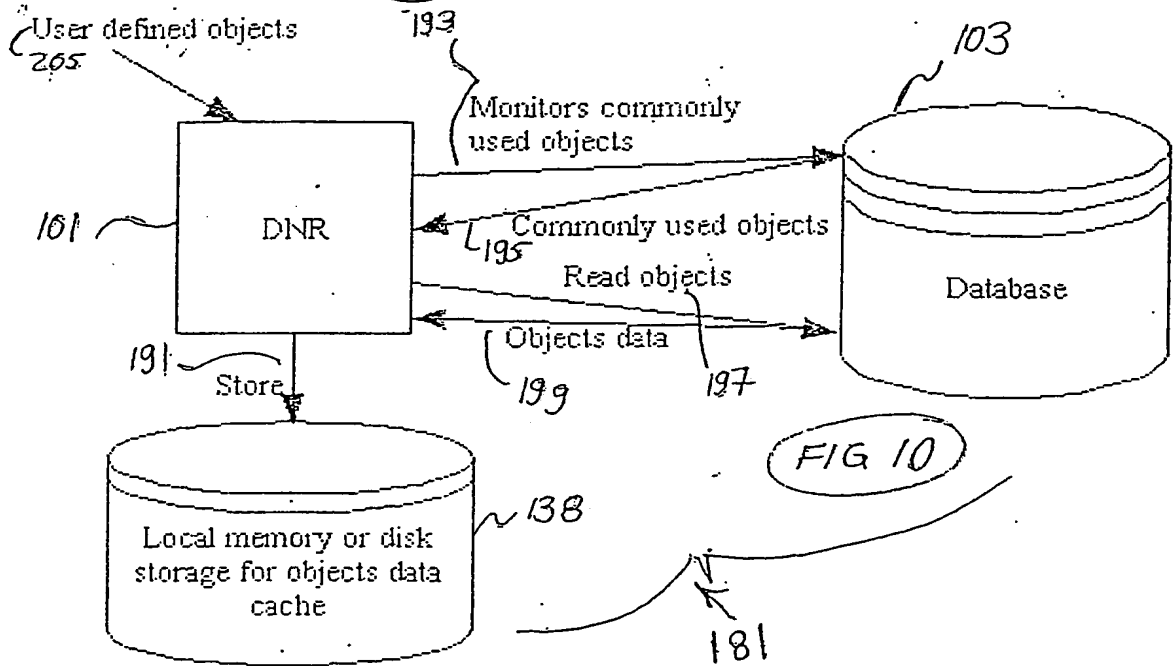 User defined objects
205
193
103
Monitors commonly
used objects
101
DNR
195
Commonly used objects
Read objects
Database
Objects data
191
Store
199
197
FIG 10
138
Local memory or disk
storage for objects data
cache
181